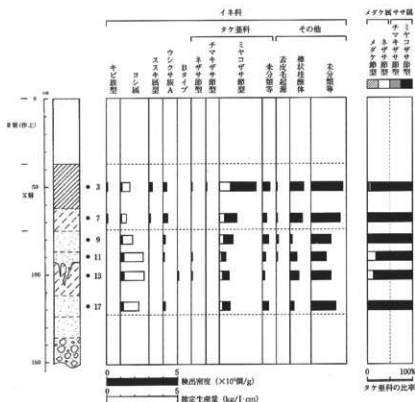 イネ科
タケ亜科
その他
メダケ属 ササ属
キビ族型
ヨシ属
ススキ属型
ウシクサ族A
Bタイプ
ネザサ節型
チマキザサ節型
ミヤコザサ節型
未分類等
表皮毛起源
棒状珪酸体
未分類等
メダケ節型
ネザサ節型
チマキザサ節型
ミヤコザサ節型
cm
0
50
100
150
3
7
9
11
13
17
0 5
検出密度 (×10⁴個/g)
0 5
推定生産量 (kg/㎡·cm)
0 100%
タケ亜科の比率